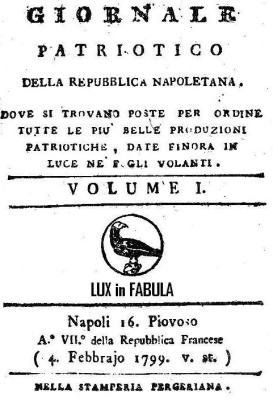 GIORNALE
PATRIOTICO
DELLA REPUBBLICA NAPOLETANA,
DOVE SI TROVANO POSTE PER ORDINE
TUTTE LE PIU' BELLE PRODUZIONI
PATRIOTICHE, DATE FINORA IN
LUCE NE' FOGLI VOLANTI.
VOLUME I.
LUX in FABULA
Napoli 16. Piovoso
A.° VII.° della Repubblica Francese
( 4. Febbrajo 1799. v. st. )
NELLA STAMPERIA PERGERIANA.